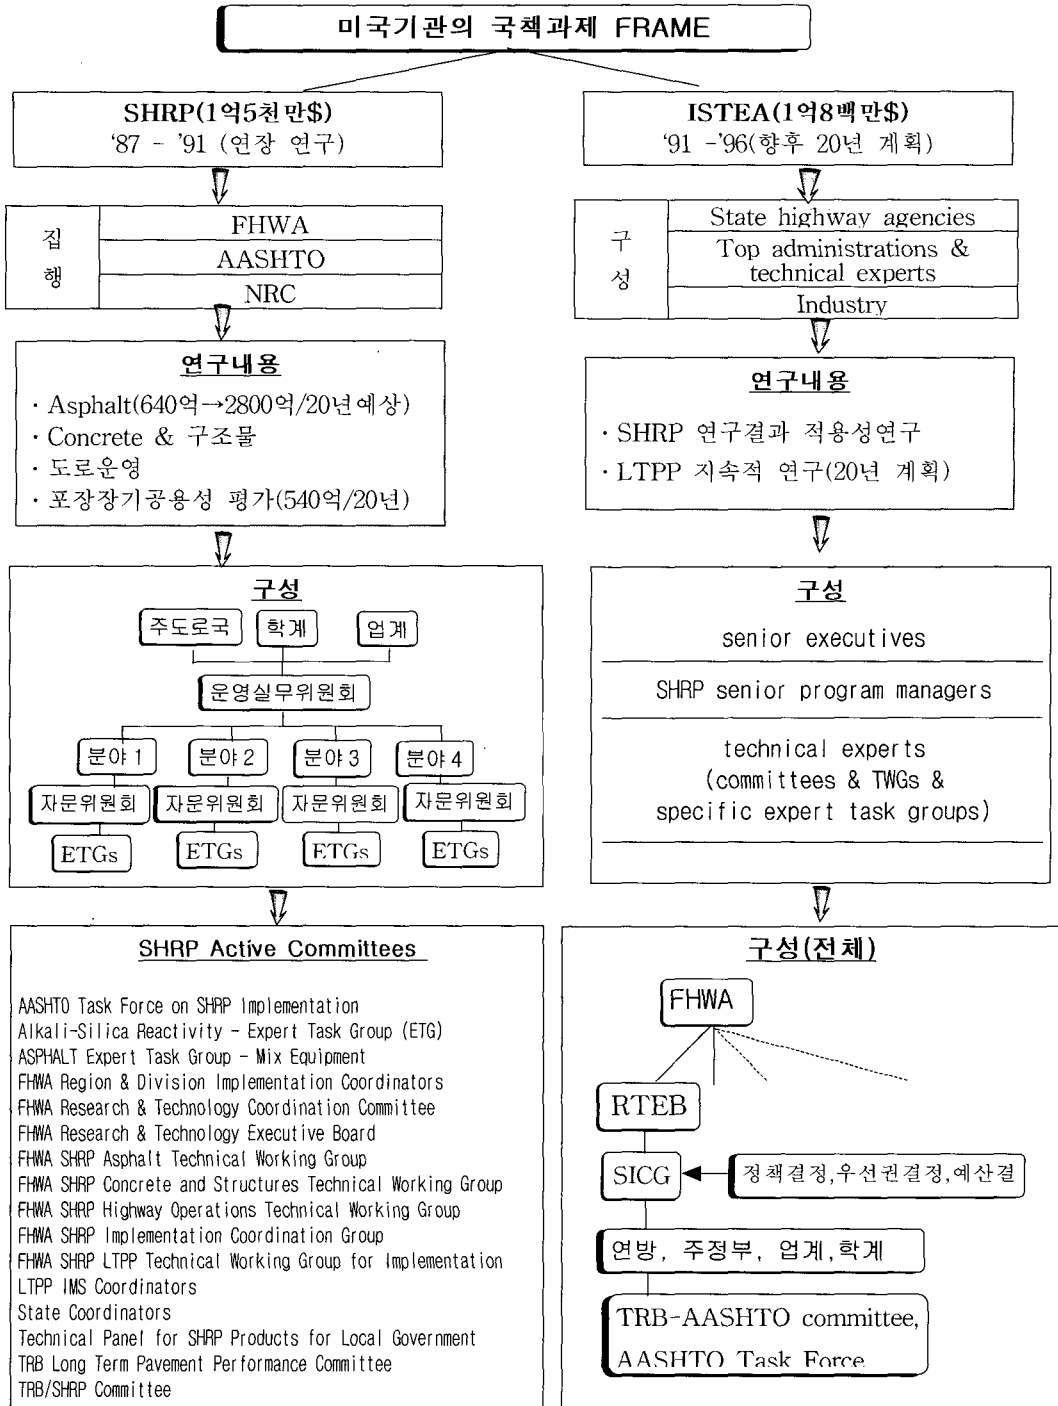 미국기관의 국책과제 FRAME
SHRP(1억5천만$)
'87 - '91 (연장 연구)
집행
FHWA
AASHTO
NRC
연구내용
· Asphalt(640억→2800억/20년예상)
· Concrete & 구조물
· 도로운영
· 포장장기공용성 평가(540억/20년)
구성
주도로국 학계 업계
운영실무위원회
분야1 분야2 분야3 분야4
자문위원회 자문위원회 자문위원회 자문위원회
ETGs ETGs ETGs ETGs
SHRP Active Committees
AASHTO Task Force on SHRP Implementation
Alkali-Silica Reactivity - Expert Task Group (ETG)
ASPHALT Expert Task Group - Mix Equipment
FHWA Region & Division Implementation Coordinators
FHWA Research & Technology Coordination Committee
FHWA Research & Technology Executive Board
FHWA SHRP Asphalt Technical Working Group
FHWA SHRP Concrete and Structures Technical Working Group
FHWA SHRP Highway Operations Technical Working Group
FHWA SHRP Implementation Coordination Group
FHWA SHRP LTPP Technical Working Group for Implementation
LTPP IMS Coordinators
State Coordinators
Technical Panel for SHRP Products for Local Government
TRB Long Term Pavement Performance Committee
TRB/SHRP Committee
ISTEA(1억8백만$)
'91 -'96(향후 20년 계획)
구성
State highway agencies
Top administrations &
technical experts
Industry
연구내용
· SHRP 연구결과 적용성연구
· LTPP 지속적 연구(20년 계획)
구성
senior executives
SHRP senior program managers
technical experts
(committees & TWGs &
specific expert task groups)
구성(전체)
FHWA
RTEB
SICG 정책결정,우선권결정,예산결
연방, 주정부, 업계,학계
TRB-AASHTO committee,
AASHTO Task Force